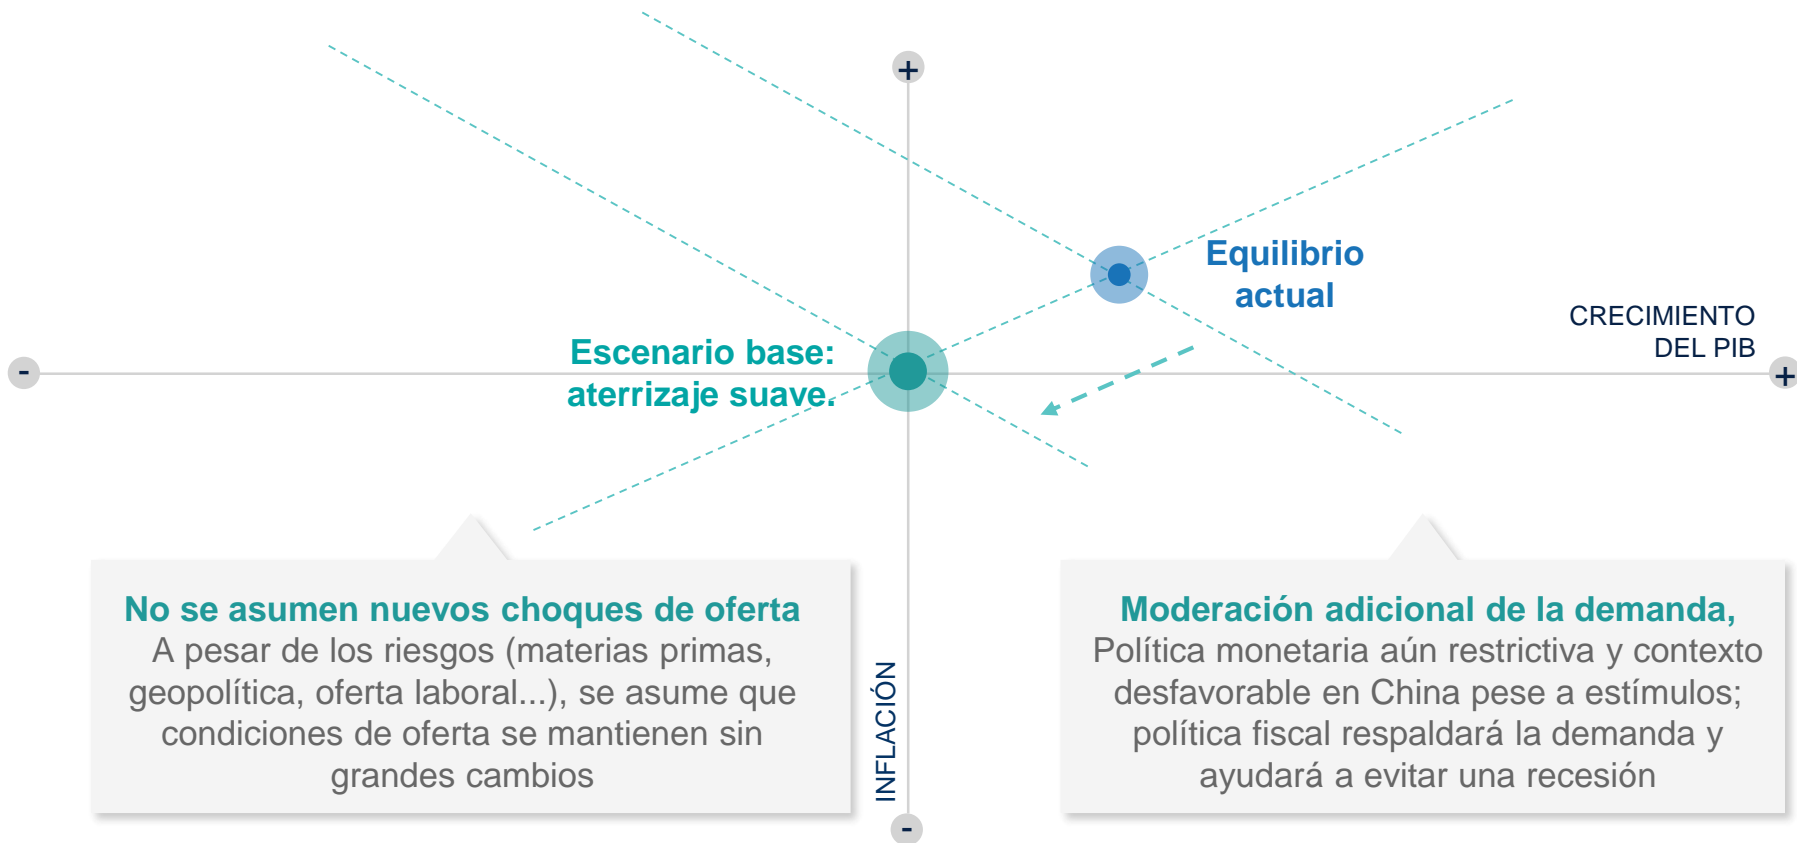 +
Equilibrio
actual
CRECIMIENTO
DEL PIB
Escenario base:
aterrizaje suave.
-
+
No se asumen nuevos choques de oferta
A pesar de los riesgos (materias primas,
geopolítica, oferta laboral...), se asume que
condiciones de oferta se mantienen sin
grandes cambios
INFLACIÓN
Moderación adicional de la demanda,
Política monetaria aún restrictiva y contexto
desfavorable en China pese a estímulos;
política fiscal respaldará la demanda y
ayudará a evitar una recesión
-